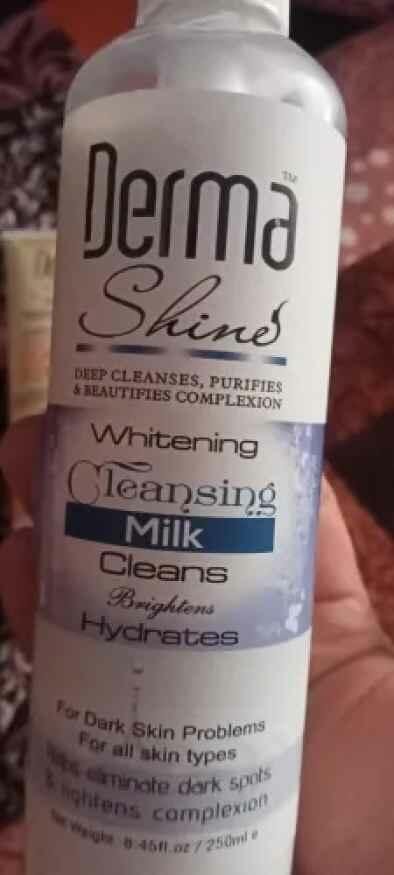 Derma™
Shine
DEEP CLEANSES, PURIFIES
& BEAUTIFIES COMPLEXION
Whitening
Cleansing
Milk
Cleans
Brightens
Hydrates
For Dark Skin Problems
For all skin types
Helps eliminate dark spots
& lightens complexion
Net Weight 8.45fl.oz / 250ml e